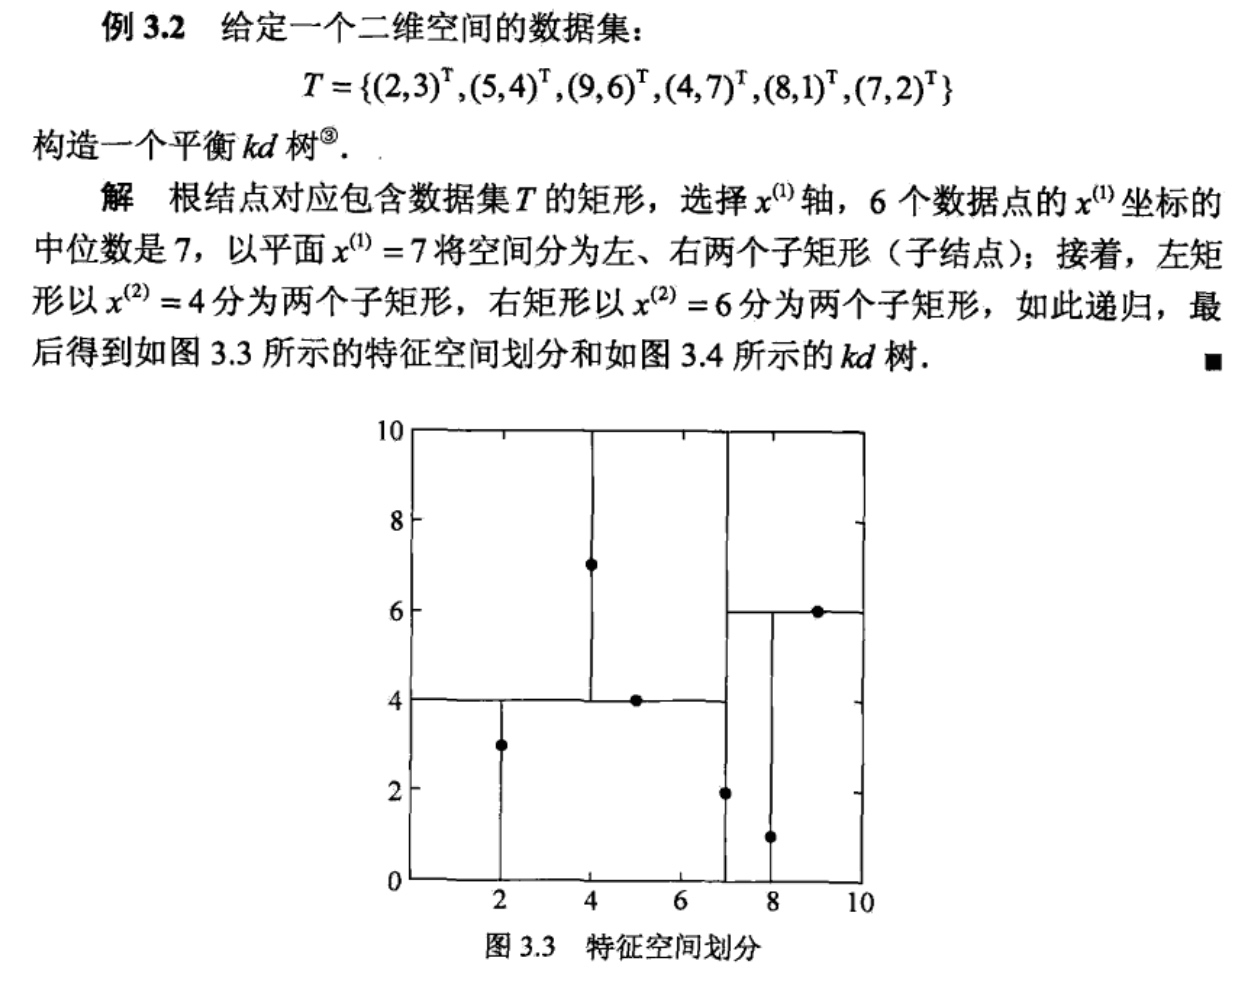 例 3.2 给定一个二维空间的数据集：
T = {(2,3)ᵀ,(5,4)ᵀ,(9,6)ᵀ,(4,7)ᵀ,(8,1)ᵀ,(7,2)ᵀ}
构造一个平衡 kd 树③．
解 根结点对应包含数据集 T 的矩形，选择 x⁽¹⁾ 轴，6 个数据点的 x⁽¹⁾ 坐标的
中位数是 7，以平面 x⁽¹⁾ = 7 将空间分为左、右两个子矩形（子结点）；接着，左矩
形以 x⁽²⁾ = 4 分为两个子矩形，右矩形以 x⁽²⁾ = 6 分为两个子矩形，如此递归，最
后得到如图 3.3 所示的特征空间划分和如图 3.4 所示的 kd 树． ■
10
8
6
4
2
0
2 4 6 8 10
图 3.3 特征空间划分